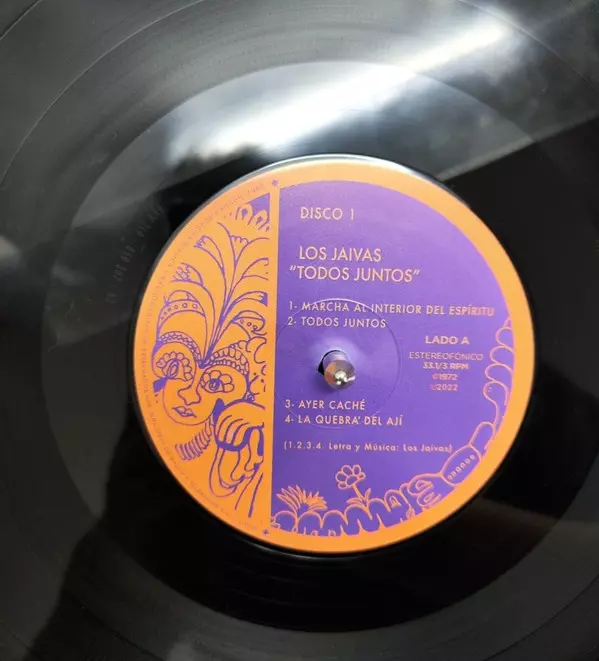 DISCO 1
LOS JAIVAS
"TODOS JUNTOS"
1- MARCHA AL INTERIOR DEL ESPÍRITU
2- TODOS JUNTOS
LADO A
ESTEREOFÓNICO
33.1/3 RPM
©1972
℗2022
3- AYER CACHÉ
4- LA QUEBRA' DEL AJÍ
(1.2.3.4. Letra y Música: Los Jaivas)